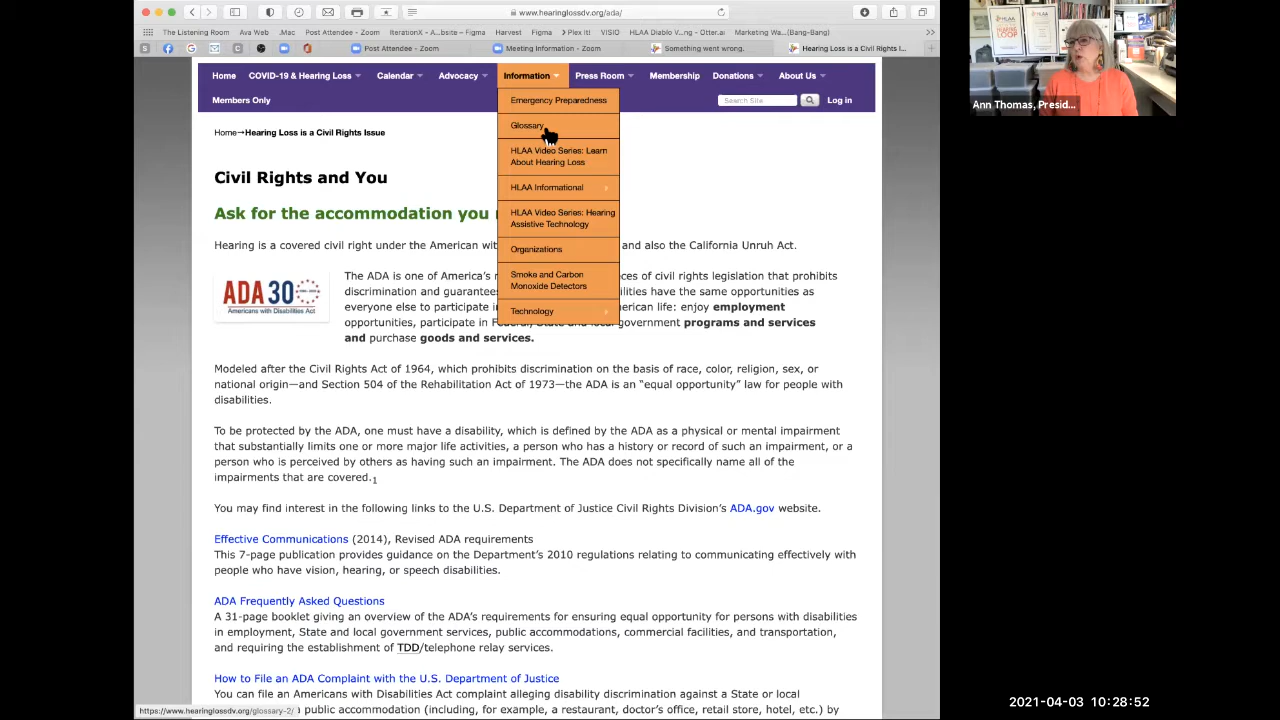 www.hearinglossdv.org/ada/
The Listening Room Ava Web Post Attendee - Zoom HLAA Diablo V... - Otter.ai Marketing Wa...(Bang-Bang)
Harvest VISIO
Post Attendee - Zoom
Meeting Information - Zoom
Something went wrong.
Hearing Loss is a Civil Rights I...
Home COVID-19 & Hearing Loss Calendar Advocacy Information Press Room Membership Donations About Us
Members Only
Search Site
Log in
Emergency Preparedness
Glossary
HLAA Video Series: Learn
About Hearing Loss
HLAA Informational
HLAA Video Series: Hearing
Assistive Technology
Organizations
Smoke and Carbon
Monoxide Detectors
Technology
Home→Hearing Loss is a Civil Rights Issue
Civil Rights and You
Ask for the accommodation you
Hearing is a covered civil right under the American and also the California Unruh Act.
ADA 30
Americans with Disabilities Act
The ADA is one of America's of civil rights legislation that prohibits
discrimination and guarantees have the same opportunities as
everyone else to participate life: enjoy employment
opportunities, participate in Federal, State and local government programs and services
and purchase goods and services.
Modeled after the Civil Rights Act of 1964, which prohibits discrimination on the basis of race, color, religion, sex, or
national origin—and Section 504 of the Rehabilitation Act of 1973—the ADA is an “equal opportunity” law for people with
disabilities.
To be protected by the ADA, one must have a disability, which is defined by the ADA as a physical or mental impairment
that substantially limits one or more major life activities, a person who has a history or record of such an impairment, or a
person who is perceived by others as having such an impairment. The ADA does not specifically name all of the
impairments that are covered.1
You may find interest in the following links to the U.S. Department of Justice Civil Rights Division’s ADA.gov website.
Effective Communications (2014), Revised ADA requirements
This 7-page publication provides guidance on the Department’s 2010 regulations relating to communicating effectively with
people who have vision, hearing, or speech disabilities.
ADA Frequently Asked Questions
A 31-page booklet giving an overview of the ADA’s requirements for ensuring equal opportunity for persons with disabilities
in employment, State and local government services, public accommodations, commercial facilities, and transportation,
and requiring the establishment of TDD/telephone relay services.
How to File an ADA Complaint with the U.S. Department of Justice
You can file an Americans with Disabilities Act complaint alleging disability discrimination against a State or local
public accommodation (including, for example, a restaurant, doctor’s office, retail store, hotel, etc.) by
https://www.hearinglossdv.org/glossary-2/
HLAA
HEARING
LOOP
Ann Thomas, Presid...
2021-04-03 10:28:52